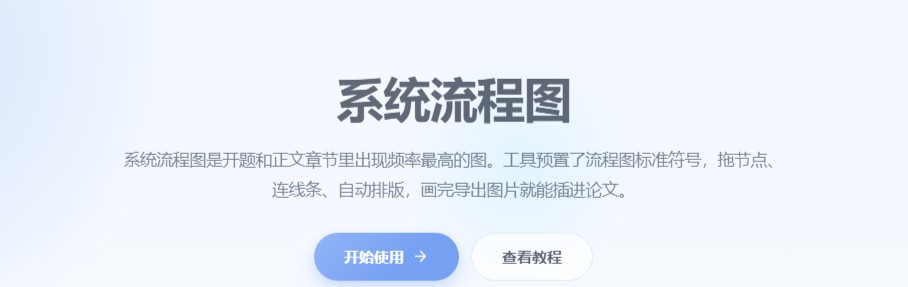 系统流程图
系统流程图是开题和正文章节里出现频率最高的图。工具预置了流程图标准符号，拖节点、
连线条、自动排版，画完导出图片就能插进论文。
开始使用 →
查看教程